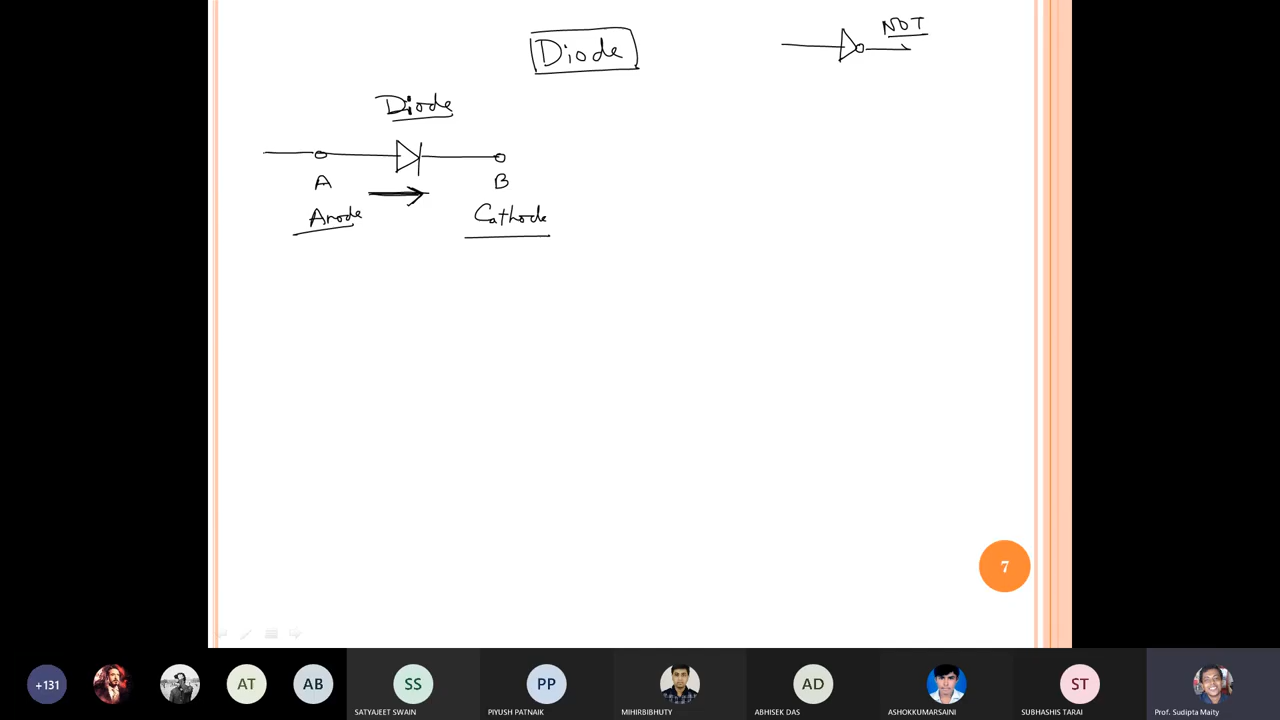 Diode
NOT
Diode
A
B
Anode
Cathode
7
+131
AT
AB
SS
PP
AD
ST
SATYAJEET SWAIN
PIYUSH PATNAIK
MIHIRBIBHUTY
ABHISEK DAS
ASHOKKUMARSAINI
SUBHASHIS TARAI
Prof. Sudipta Maity